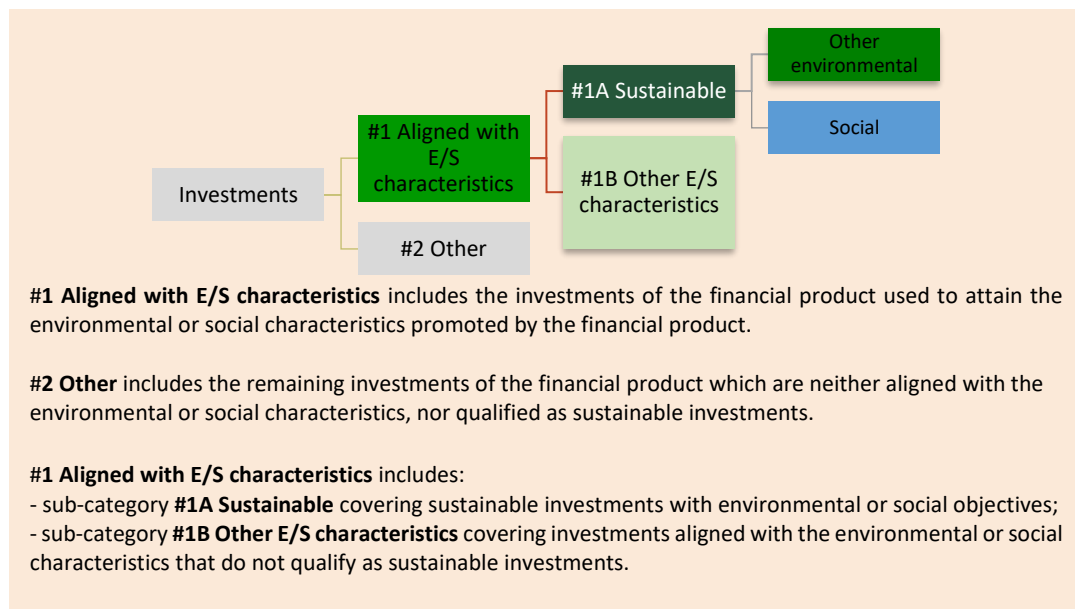 Other
environmental
#1A Sustainable
Social
#1 Aligned with
E/S
characteristics
#1B Other E/S
characteristics
Investments
#2 Other
#1 Aligned with E/S characteristics includes the investments of the financial product used to attain the
environmental or social characteristics promoted by the financial product.
#2 Other includes the remaining investments of the financial product which are neither aligned with the
environmental or social characteristics, nor qualified as sustainable investments.
#1 Aligned with E/S characteristics includes:
- sub-category #1A Sustainable covering sustainable investments with environmental or social objectives;
- sub-category #1B Other E/S characteristics covering investments aligned with the environmental or social
characteristics that do not qualify as sustainable investments.